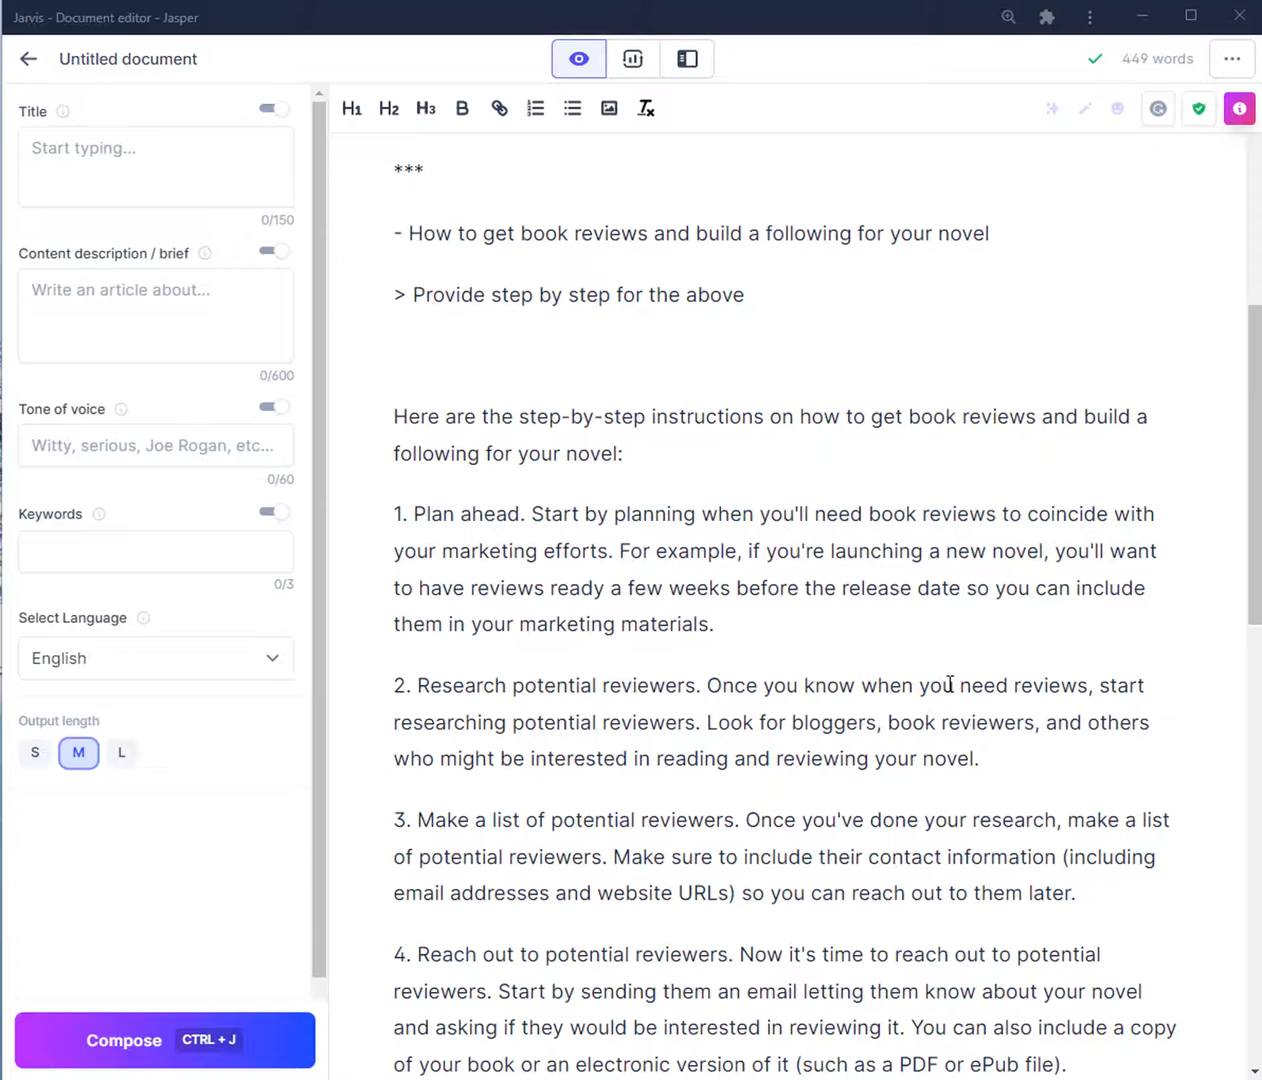 Jarvis - Document editor - Jasper
Untitled document
449 words
Title
Start typing...
0/150
Content description / brief
Write an article about...
0/600
Tone of voice
Witty, serious, Joe Rogan, etc...
0/60
Keywords
0/3
Select Language
English
Output length
S M L
Compose CTRL + J
H1 H2 H3 B
***
- How to get book reviews and build a following for your novel
> Provide step by step for the above
Here are the step-by-step instructions on how to get book reviews and build a
following for your novel:
1. Plan ahead. Start by planning when you'll need book reviews to coincide with
your marketing efforts. For example, if you're launching a new novel, you'll want
to have reviews ready a few weeks before the release date so you can include
them in your marketing materials.
2. Research potential reviewers. Once you know when you need reviews, start
researching potential reviewers. Look for bloggers, book reviewers, and others
who might be interested in reading and reviewing your novel.
3. Make a list of potential reviewers. Once you've done your research, make a list
of potential reviewers. Make sure to include their contact information (including
email addresses and website URLs) so you can reach out to them later.
4. Reach out to potential reviewers. Now it's time to reach out to potential
reviewers. Start by sending them an email letting them know about your novel
and asking if they would be interested in reviewing it. You can also include a copy
of your book or an electronic version of it (such as a PDF or ePub file).